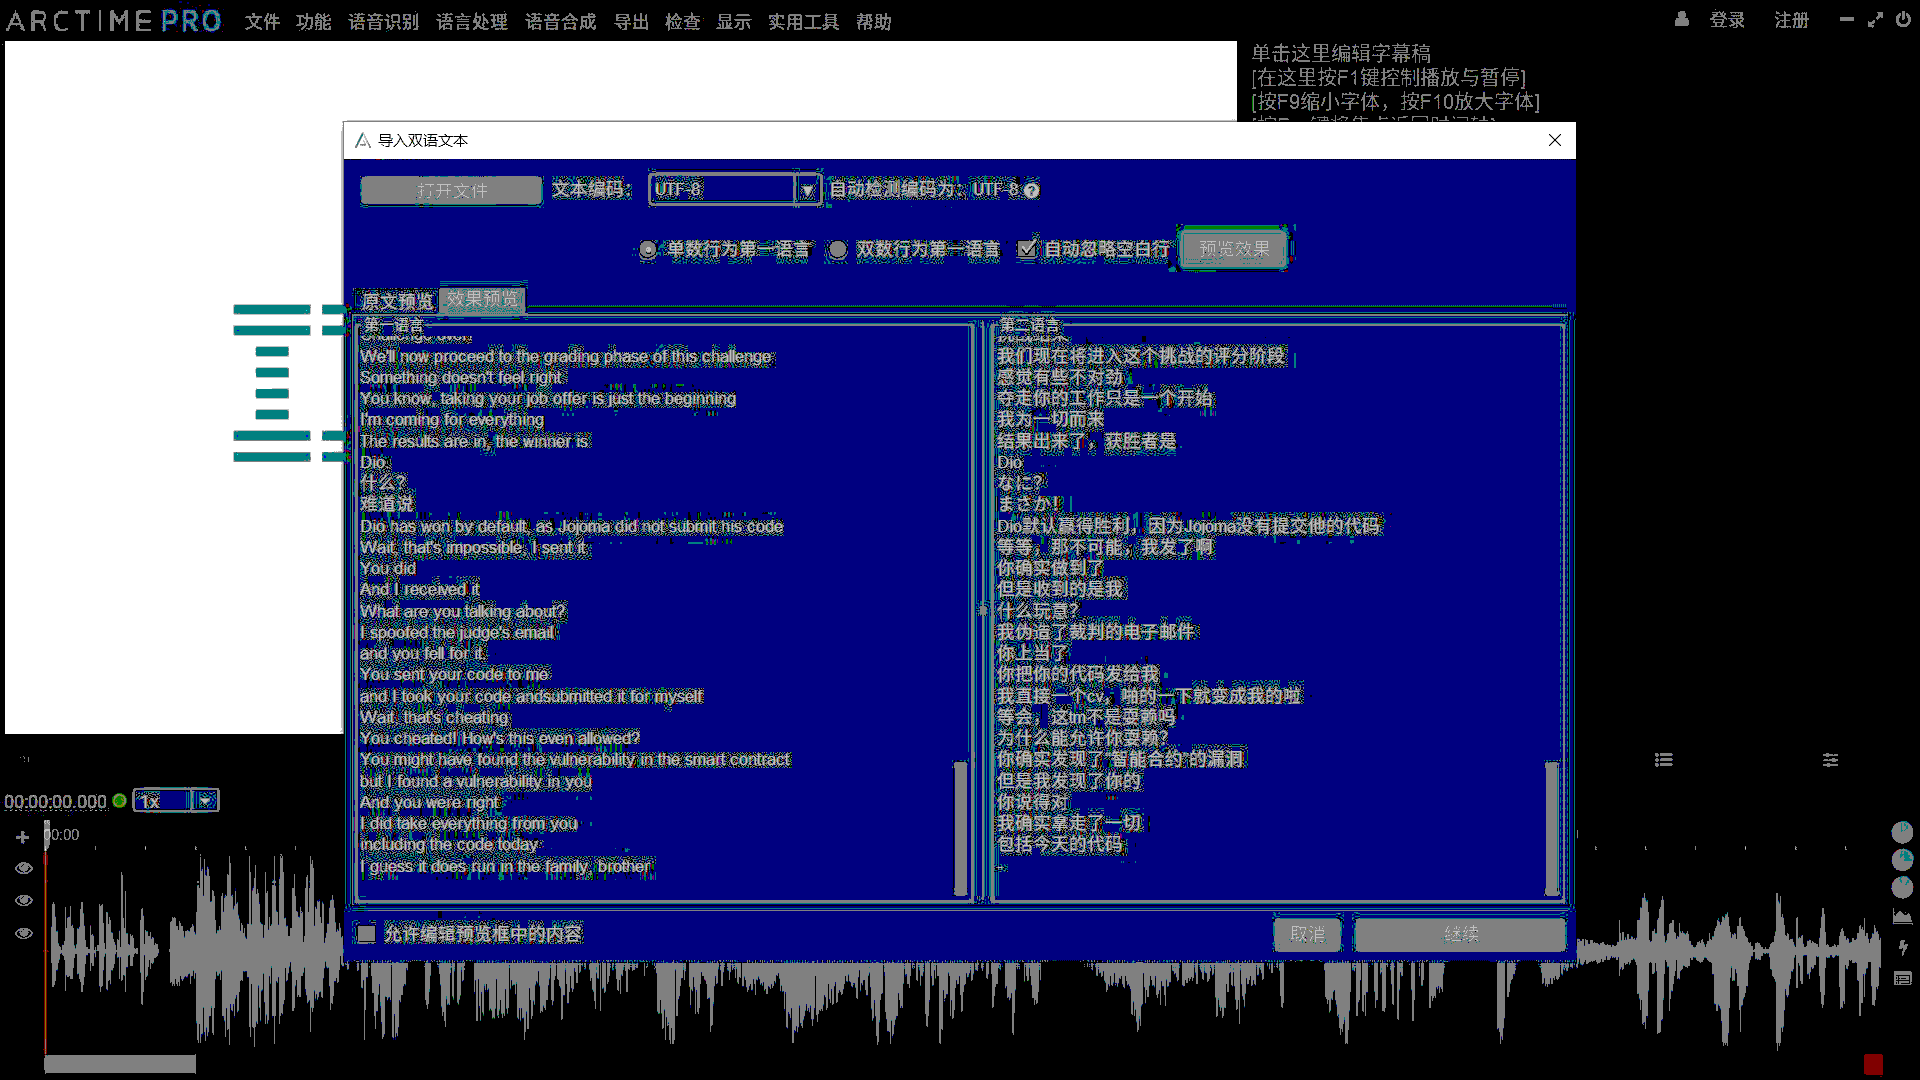 ARCTIME PRO 文件 功能 语音识别 语言处理 语音合成 导出 检查 显示 实用工具 帮助 登录 注册
单击这里编辑字幕稿
[在这里按F1键控制播放与暂停]
[按F9缩小字体，按F10放大字体]
导入双语文本
打开文件 文本编码： UTF-8 自动检测编码为：UTF-8
单数行为第一语言 双数行为第一语言 自动忽略空白行 预览效果
原文预览 效果预览
第一语言
Challenge over.
We'll now proceed to the grading phase of this challenge
Something doesn't feel right
You know, taking your job offer is just the beginning
I'm coming for everything
The results are in, the winner is
Dio
什么?
难道说
Dio has won by default, as Jojoma did not submit his code
Wait, that's impossible, I sent it
You did
And I received it
What are you talking about?
I spoofed the judge's email
and you fell for it.
You sent your code to me
and I took your code andsubmitted it for myself
Wait, that's cheating
You cheated! How's this even allowed?
You might have found the vulnerability in the smart contract
but I found a vulnerability in you
And you were right
I did take everything from you
including the code today
I guess it does run in the family, brother
第二语言
我们现在将进入这个挑战的评分阶段
感觉有些不对劲
夺走你的工作只是一个开始
我为一切而来
结果出来了，获胜者是
Dio
なに?
まさか!
Dio默认赢得胜利，因为Jojoma没有提交他的代码
等等，那不可能，我发了啊
你确实做到了
但是收到的是我
什么玩意?
我伪造了裁判的电子邮件
你上当了
你把你的代码发给我
我直接一个cv，啪的一下就变成我的啦
等会，这tm不是耍赖吗
为什么能允许你耍赖?
你确实发现了"智能合约"的漏洞
但是我发现了你的
你说得对
我确实拿走了一切
包括今天的代码
允许编辑预览框中的内容 取消 继续
00:00:00.000 1x
00:00